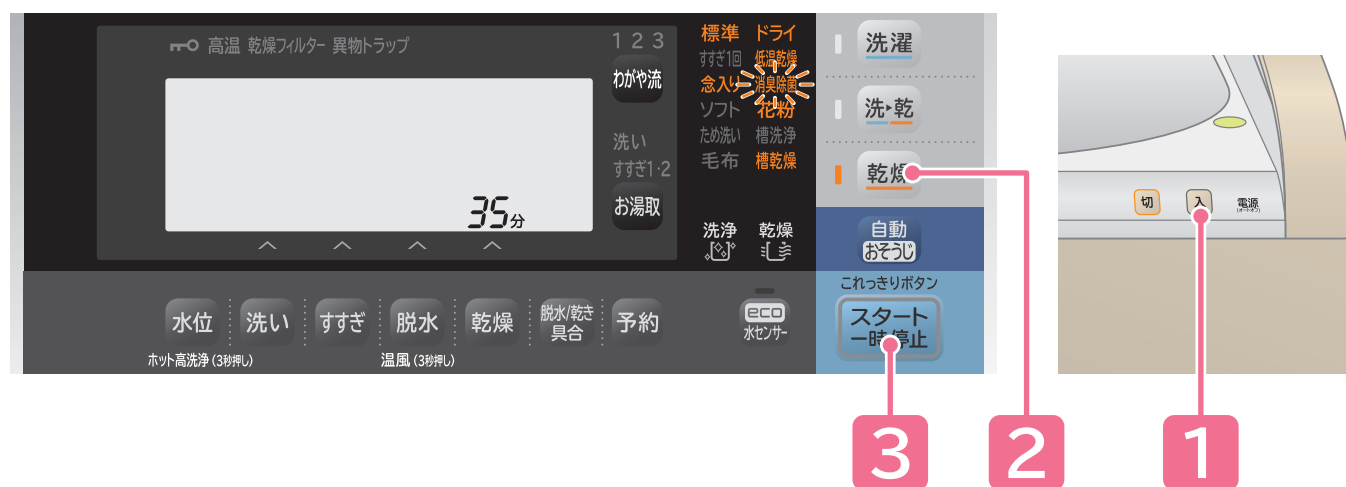 高温 乾燥フィルター 異物トラップ
1 2 3
わがや流
洗い
すすぎ1・2
お湯取
35分
標準 ドライ
すすぎ1回 低温乾燥
念入り 消臭除菌
ソフト 花粉
ため洗い 槽洗浄
毛布 槽乾燥
洗浄 乾燥
洗濯
洗▸乾
乾燥
自動
おそうじ
これっきりボタン
スタート
一時停止
水位
洗い
すすぎ
脱水
乾燥
脱水/乾き
具合
予約
eco
水センサー
ホット高洗浄(3秒押し)
温風(3秒押し)
切
入
電源
(オートオフ)
3
2
1